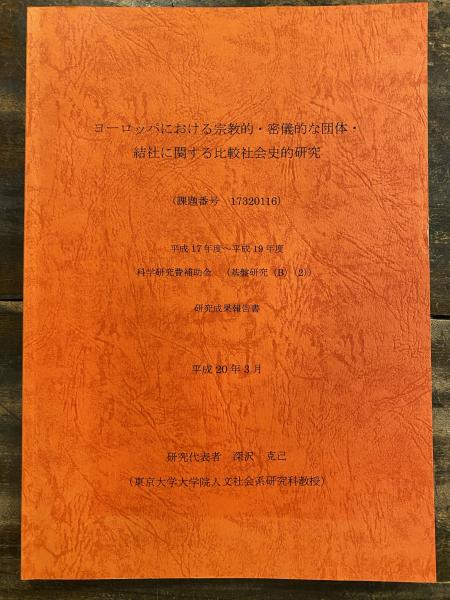 ヨーロッパにおける宗教的・密儀的な団体・
結社に関する比較社会史的研究
(課題番号　17320116)
平成17年度～平成19年度
科学研究費補助金　(基盤研究 (B) (2))
研究成果報告書
平成20年3月
研究代表者　深沢　克己
(東京大学大学院人文社会系研究科教授)